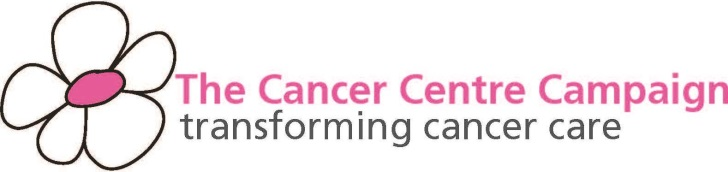 The Cancer Centre Campaign
transforming cancer care